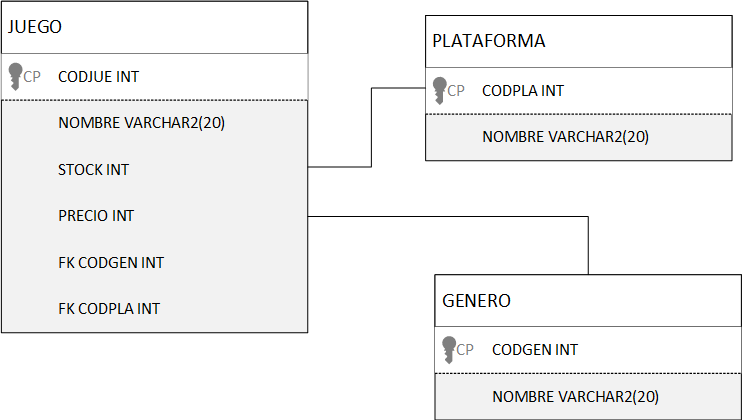 JUEGO
CP CODJUE INT
NOMBRE VARCHAR2(20)
STOCK INT
PRECIO INT
FK CODGEN INT
FK CODPLA INT
PLATAFORMA
CP CODPLA INT
NOMBRE VARCHAR2(20)
GENERO
CP CODGEN INT
NOMBRE VARCHAR2(20)